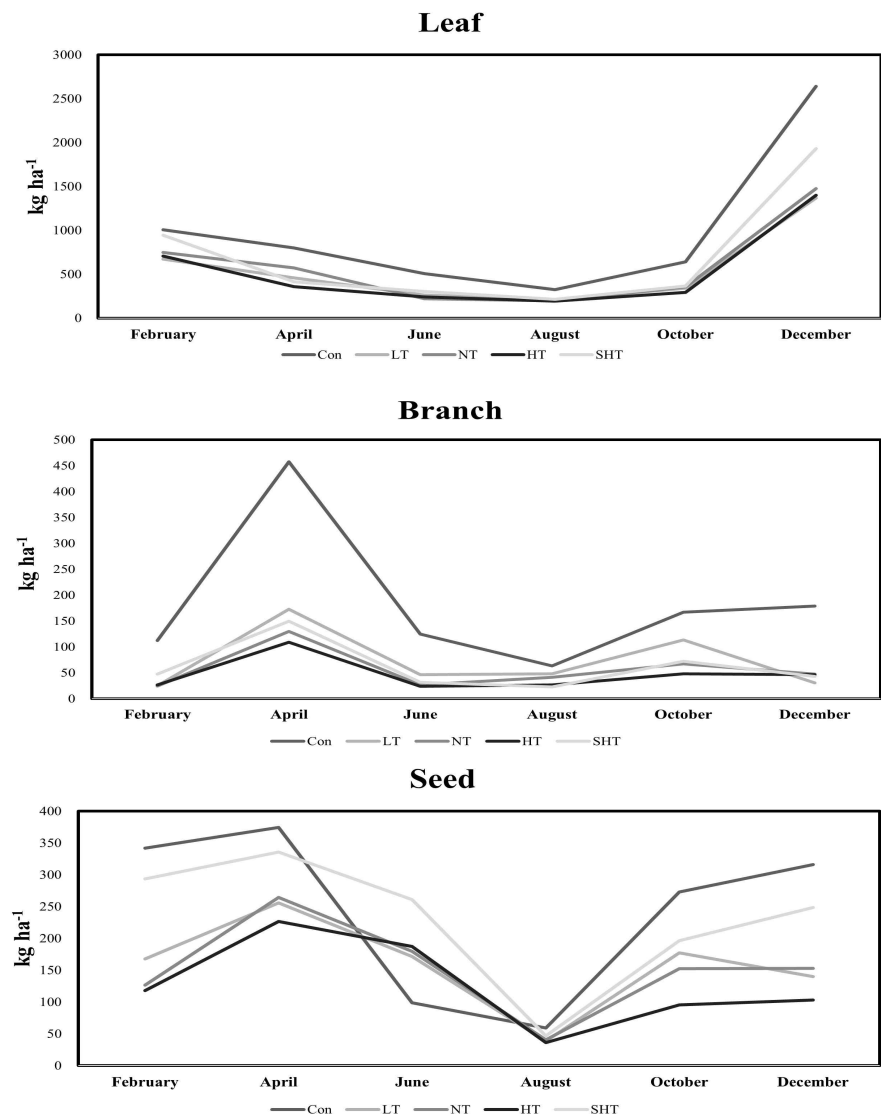 Leaf
3000
2500
2000
1500
1000
500
0
kg ha-1
February April June August October December
Con LT NT HT SHT
Branch
500
450
400
350
300
250
200
150
100
50
0
kg ha-1
February April June August October December
Con LT NT HT SHT
Seed
400
350
300
250
200
150
100
50
0
kg ha-1
February April June August October December
Con LT NT HT SHT